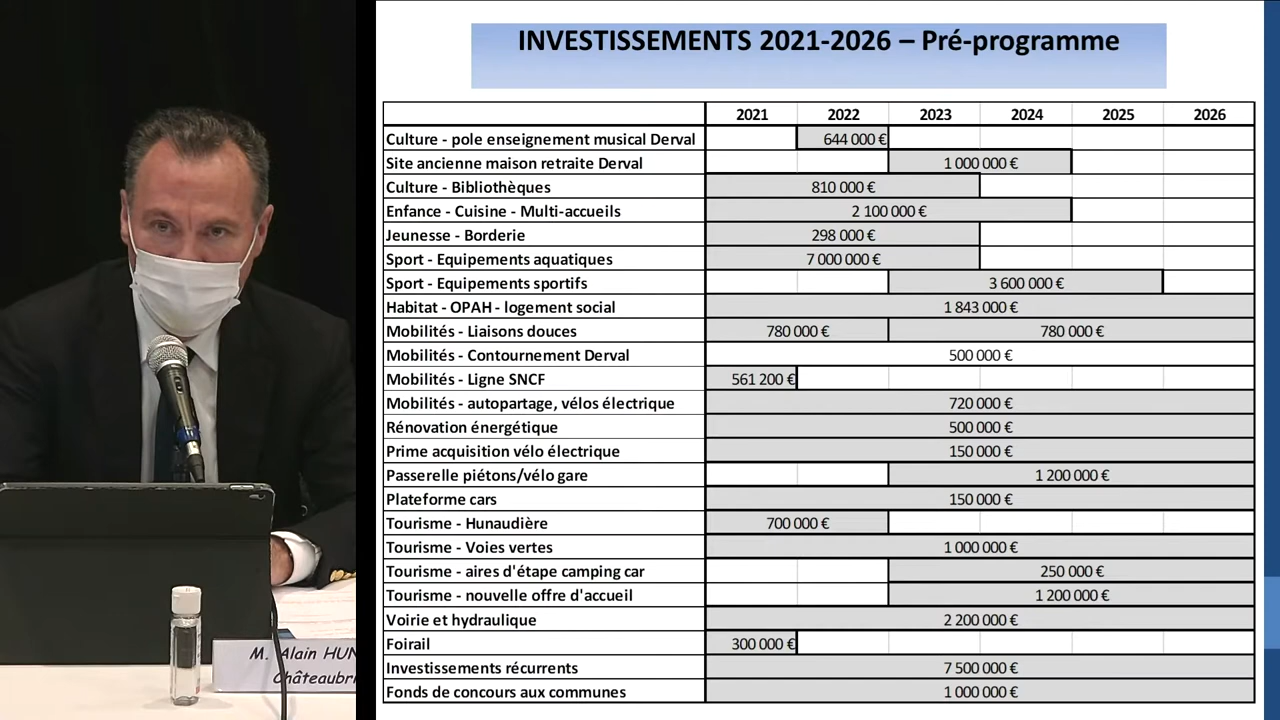 INVESTISSEMENTS 2021-2026 – Pré-programme
2021 2022 2023 2024 2025 2026
Culture - pole enseignement musical Derval 644 000 €
Site ancienne maison retraite Derval 1 000 000 €
Culture - Bibliothèques 810 000 €
Enfance - Cuisine - Multi-accueils 2 100 000 €
Jeunesse - Borderie 298 000 €
Sport - Equipements aquatiques 7 000 000 €
Sport - Equipements sportifs 3 600 000 €
Habitat - OPAH - logement social 1 843 000 €
Mobilités - Liaisons douces 780 000 € 780 000 €
Mobilités - Contournement Derval 500 000 €
Mobilités - Ligne SNCF 561 200 €
Mobilités - autopartage, vélos électrique 720 000 €
Rénovation énergétique 500 000 €
Prime acquisition vélo électrique 150 000 €
Passerelle piétons/vélo gare 1 200 000 €
Plateforme cars 150 000 €
Tourisme - Hunaudière 700 000 €
Tourisme - Voies vertes 1 000 000 €
Tourisme - aires d'étape camping car 250 000 €
Tourisme - nouvelle offre d'accueil 1 200 000 €
Voirie et hydraulique 2 200 000 €
Foirail 300 000 €
Investissements récurrents 7 500 000 €
Fonds de concours aux communes 1 000 000 €
M. Alain HUN
Châteaubri